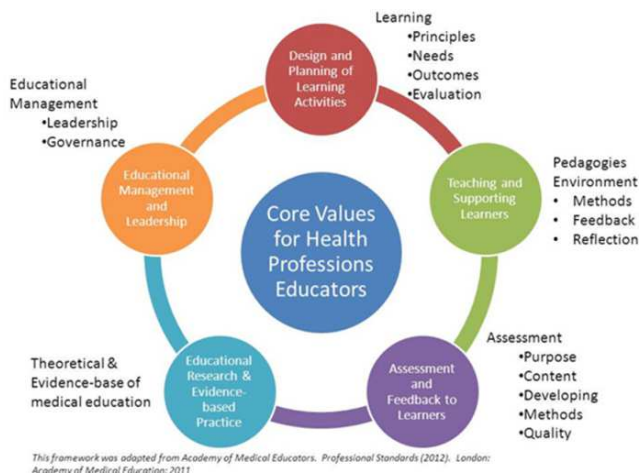 Learning
•Principles
•Needs
•Outcomes
•Evaluation
Design and
Planning of
Learning
Activities
Educational
Management
•Leadership
•Governance
Educational
Management
and
Leadership
Teaching and
Supporting
Learners
Pedagogies
Environment
• Methods
• Feedback
• Reflection
Core Values
for Health
Professions
Educators
Theoretical &
Evidence-base of
medical education
Educational
Research &
Evidence-
based
Practice
Assessment
and
Feedback to
Learners
Assessment
•Purpose
•Content
•Developing
•Methods
•Quality
This framework was adapted from Academy of Medical Educators. Professional Standards (2012). London:
Academy of Medical Education; 2011